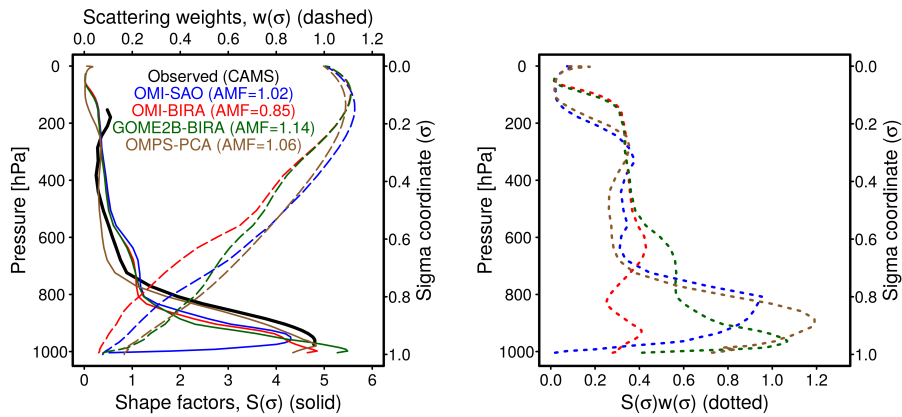 Scattering weights, w(σ) (dashed)
0.0 0.2 0.4 0.6 0.8 1.0 1.2
Observed (CAMS)
OMI-SAO (AMF=1.02)
OMI-BIRA (AMF=0.85)
GOME2B-BIRA (AMF=1.14)
OMPS-PCA (AMF=1.06)
Pressure [hPa]
0
200
400
600
800
1000
Sigma coordinate (σ)
0.0
0.2
0.4
0.6
0.8
1.0
0 1 2 3 4 5 6
Shape factors, S(σ) (solid)
Pressure [hPa]
0
200
400
600
800
1000
Sigma coordinate (σ)
0.0
0.2
0.4
0.6
0.8
1.0
0.0 0.2 0.4 0.6 0.8 1.0 1.2
S(σ)w(σ) (dotted)